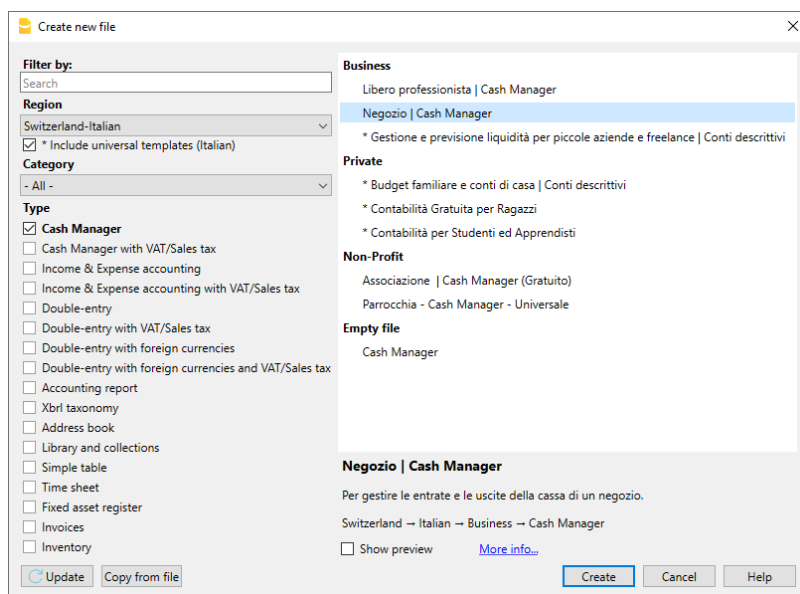 Create new file
Filter by:
Search
Region
Switzerland-Italian
* Include universal templates (Italian)
Category
- All -
Type
Cash Manager
Cash Manager with VAT/Sales tax
Income & Expense accounting
Income & Expense accounting with VAT/Sales tax
Double-entry
Double-entry with VAT/Sales tax
Double-entry with foreign currencies
Double-entry with foreign currencies and VAT/Sales tax
Accounting report
Xbrl taxonomy
Address book
Library and collections
Simple table
Time sheet
Fixed asset register
Invoices
Inventory
Update
Copy from file
Business
Libero professionista | Cash Manager
Negozio | Cash Manager
* Gestione e previsione liquidità per piccole aziende e freelance | Conti descrittivi
Private
* Budget familiare e conti di casa | Conti descrittivi
* Contabilità Gratuita per Ragazzi
* Contabilità per Studenti ed Apprendisti
Non-Profit
Associazione | Cash Manager (Gratuito)
Parrocchia - Cash Manager - Universale
Empty file
Cash Manager
Negozio | Cash Manager
Per gestire le entrate e le uscite della cassa di un negozio.
Switzerland → Italian → Business → Cash Manager
Show preview
More info...
Create
Cancel
Help